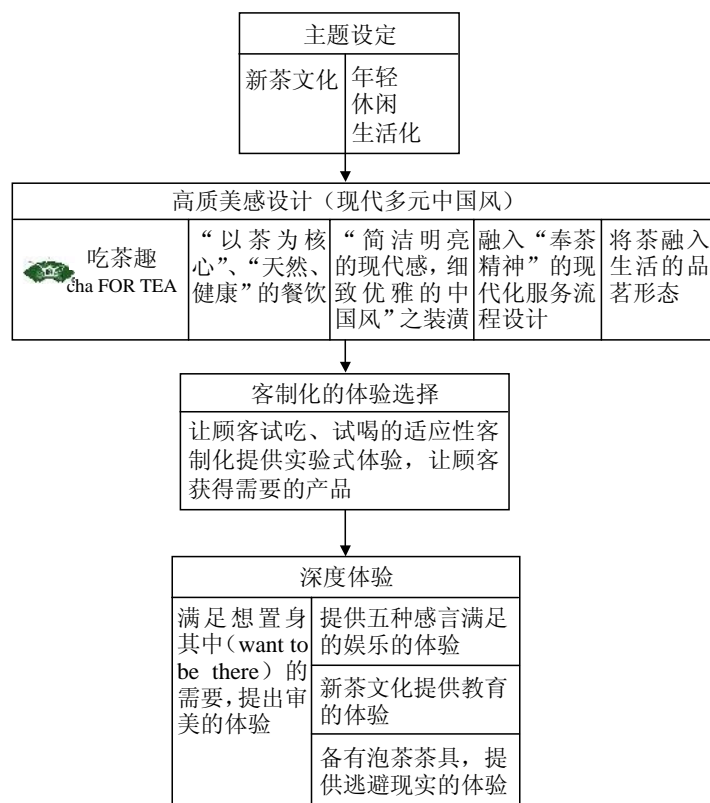 主题设定
新茶文化
年轻
休闲
生活化
高质美感设计（现代多元中国风）
吃茶趣
cha FOR TEA
“以茶为核
心”、“天然、
健康”的餐饮
“简洁明亮
的现代感，细
致优雅的中
国风”之装潢
融入“奉茶
精神”的现
代化服务流
程设计
将茶融入
生活的品
茗形态
客制化的体验选择
让顾客试吃、试喝的适应性客
制化提供实验式体验，让顾客
获得需要的产品
深度体验
满足想置身
其中（want to
be there）的
需要，提出审
美的体验
提供五种感言满足
的娱乐的体验
新茶文化提供教育
的体验
备有泡茶茶具，提
供逃避现实的体验